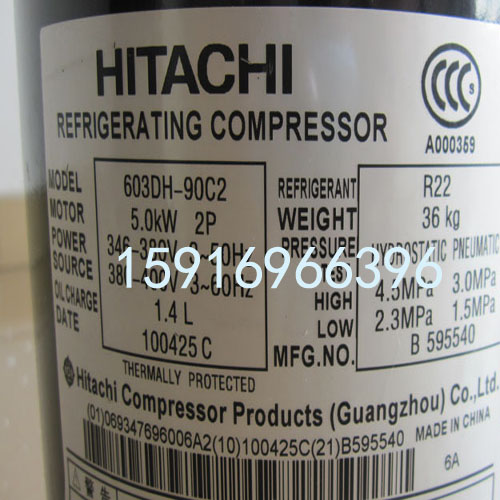 HITACHI
CCC S
A000359
REFRIGERATING COMPRESSOR
MODEL 603DH-90C2
MOTOR 5.0kW 2P
POWER SOURCE
OIL CHARGE 1.4 L
DATE 100425 C
REFRIGERANT R22
WEIGHT 36 kg
PRESSURE HYDROSTATIC PNEUMATIC
HIGH 4.5MPa 3.0MPa
LOW 2.3MPa 1.5MPa
MFG.NO. B 595540
15916966396
THERMALLY PROTECTED
Hitachi Compressor Products (Guangzhou) Co.,Ltd.
(01)069347696006A2(10)100425C(21)B595540
MADE IN CHINA
6A